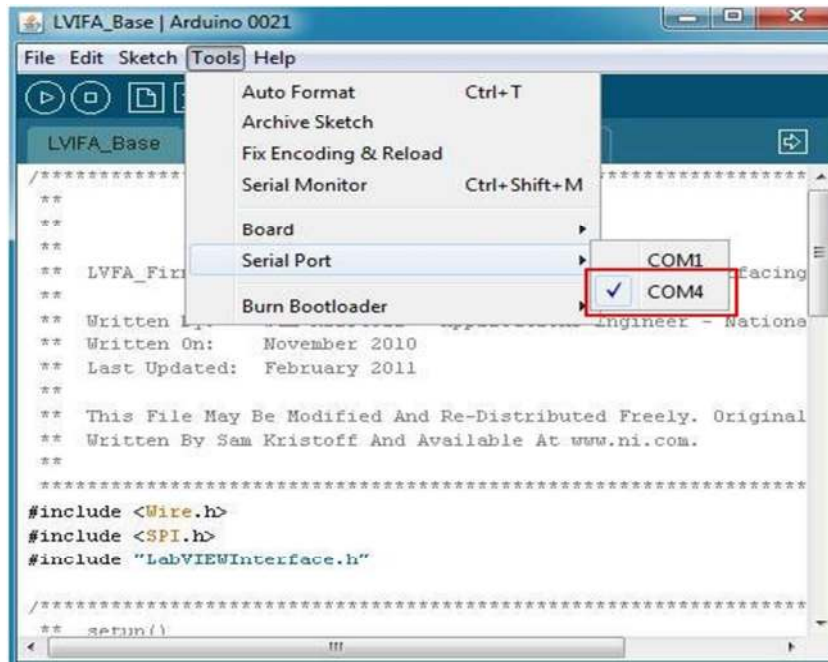 LVIFA_Base | Arduino 0021
File Edit Sketch Tools Help
Auto Format Ctrl+T
Archive Sketch
LVIFA_Base
Fix Encoding & Reload
Serial Monitor Ctrl+Shift+M
/************* *****************
**
**
Board
**
Serial Port
COM1
** LVFA_Fir facing
COM4
**
Burn Bootloader
** Written Engineer - Nationa
** Written On: November 2010
** Last Updated: February 2011
**
** This File May Be Modified And Re-Distributed Freely. Original
** Written By Sam Kristoff And Available At www.ni.com.
**
*****************************************************************
#include <Wire.h>
#include <SPI.h>
#include "LabVIEWInterface.h"
/****************************************************************
** setup()